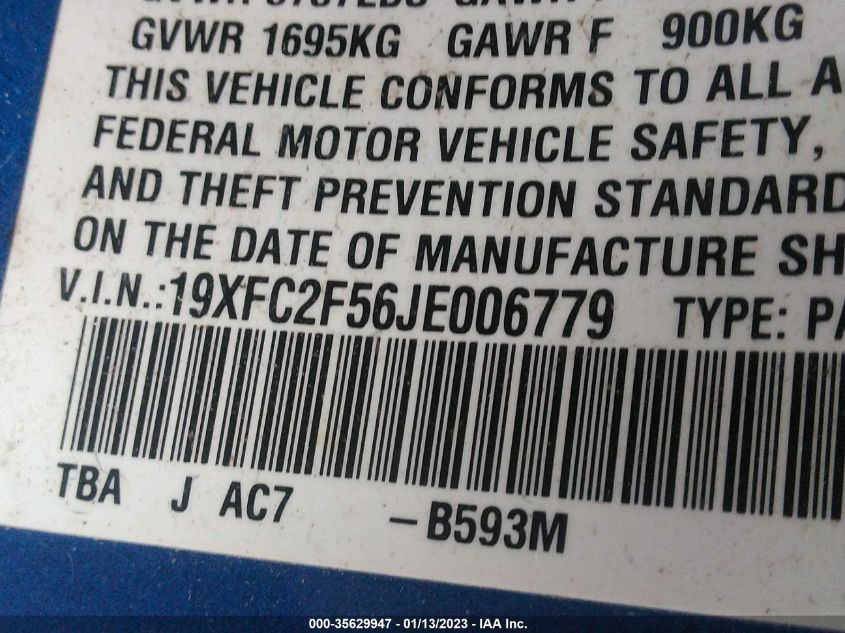 GVWR 1695KG GAWR F 900KG
THIS VEHICLE CONFORMS TO ALL A
FEDERAL MOTOR VEHICLE SAFETY,
AND THEFT PREVENTION STANDARD
ON THE DATE OF MANUFACTURE SH
V.I.N.:19XFC2F56JE006779 TYPE: PA
TBA J AC7 -B593M
000-35629947 - 01/13/2023 - IAA Inc.